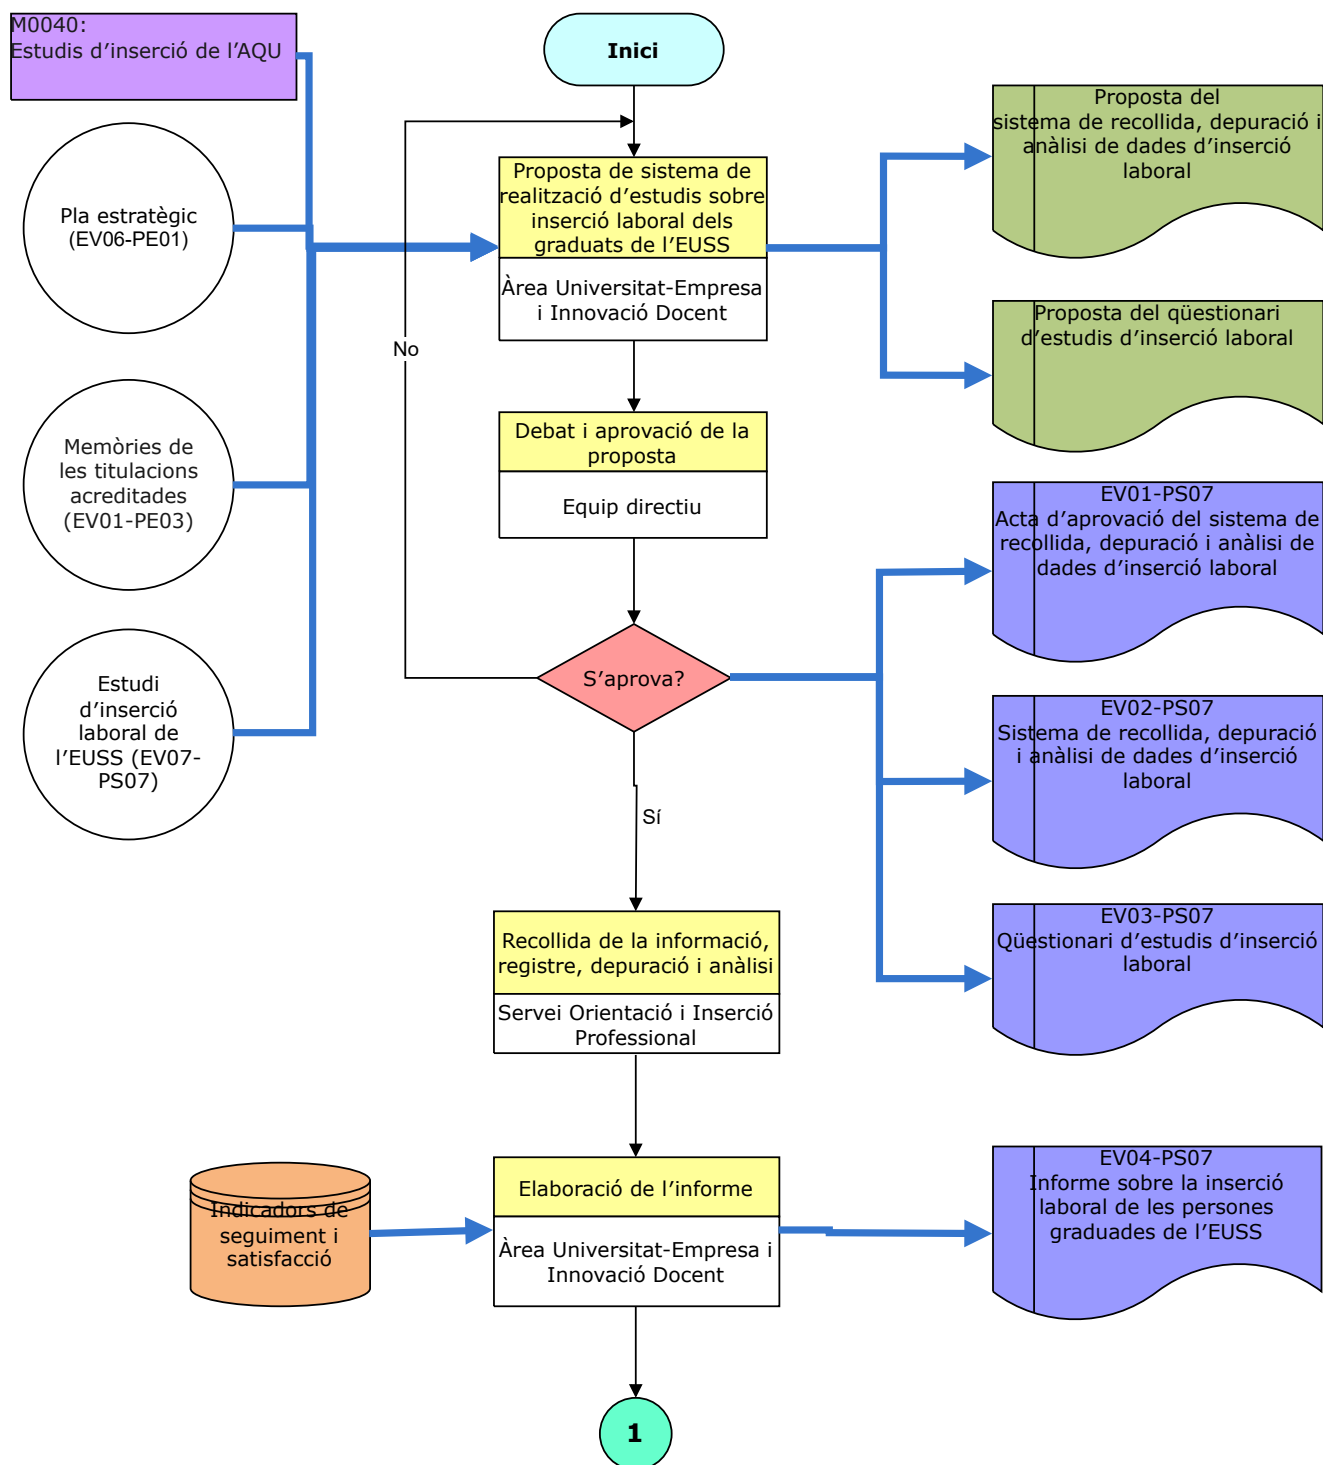 M0040:
Estudis d’inserció de l’AQU
Inici
Proposta del
sistema de recollida, depuració i
anàlisi de dades d’inserció
laboral
Pla estratègic
(EV06-PE01)
Proposta de sistema de
realització d’estudis sobre
inserció laboral dels
graduats de l’EUSS
Àrea Universitat-Empresa
i Innovació Docent
Proposta del qüestionari
d’estudis d’inserció laboral
No
Memòries de
les titulacions
acreditades
(EV01-PE03)
Debat i aprovació de la
proposta
Equip directiu
EV01-PS07
Acta d’aprovació del sistema de
recollida, depuració i anàlisi de
dades d’inserció laboral
Estudi
d’inserció
laboral de
l’EUSS (EV07-
PS07)
S’aprova?
EV02-PS07
Sistema de recollida, depuració
i anàlisi de dades d’inserció
laboral
Sí
Recollida de la informació,
registre, depuració i anàlisi
Servei Orientació i Inserció
Professional
EV03-PS07
Qüestionari d’estudis d’inserció
laboral
Indicadors de
seguiment i
satisfacció
Elaboració de l’informe
Àrea Universitat-Empresa i
Innovació Docent
EV04-PS07
Informe sobre la inserció
laboral de les persones
graduades de l’EUSS
1